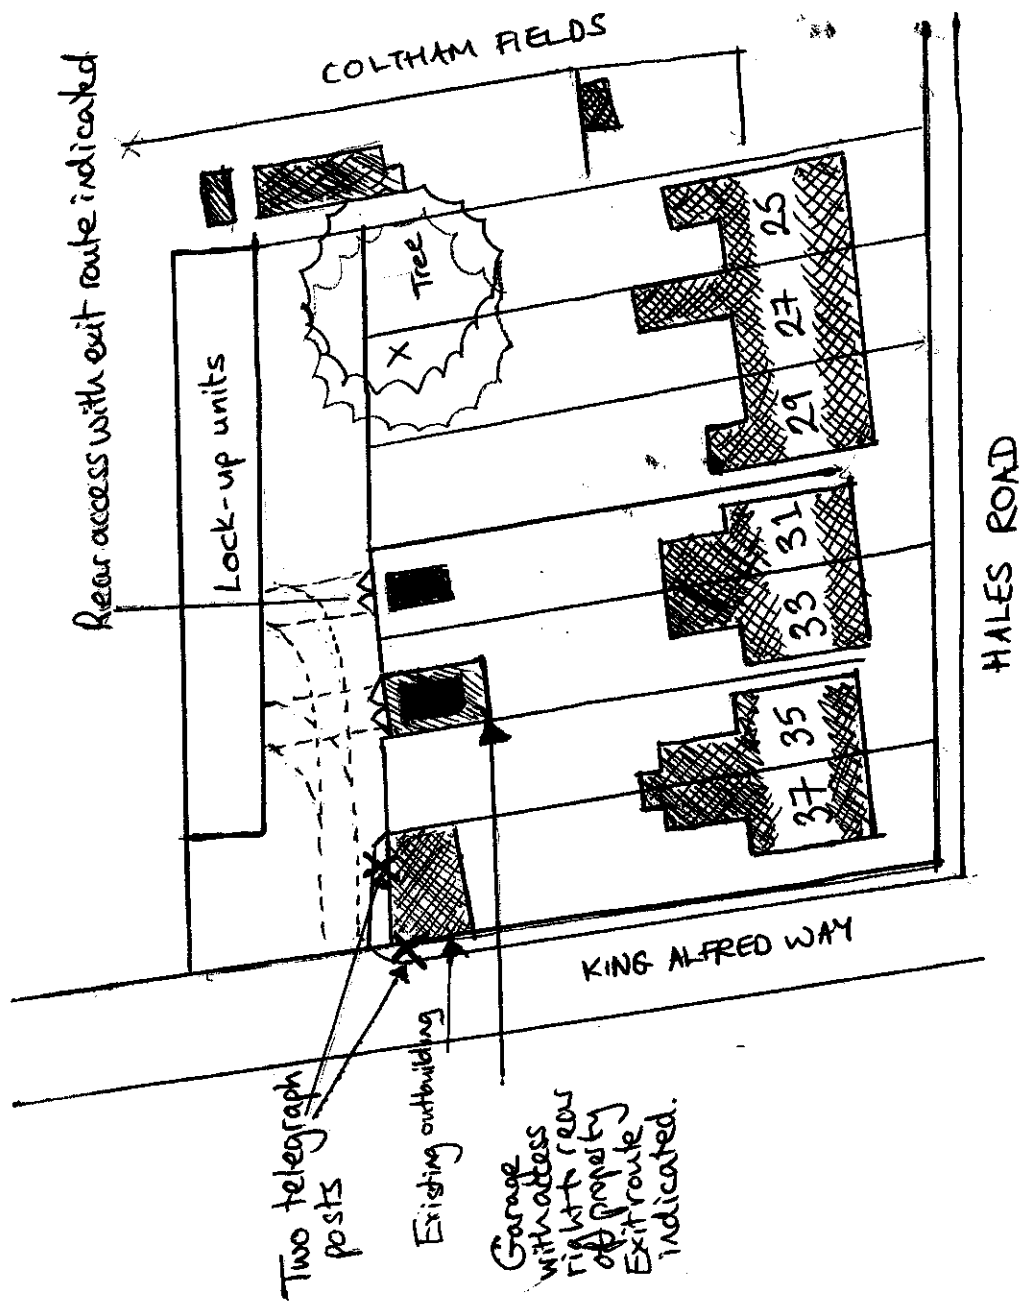 COLTHAM FIELDS
Rear access with exit route indicated
Lock-up units
Tree
25
27
29
31
33
35
37
HALES ROAD
KING ALFRED WAY
Two telegraph
posts
Existing outbuilding
Garage
with access
right to rear
of property
Exit route
indicated.